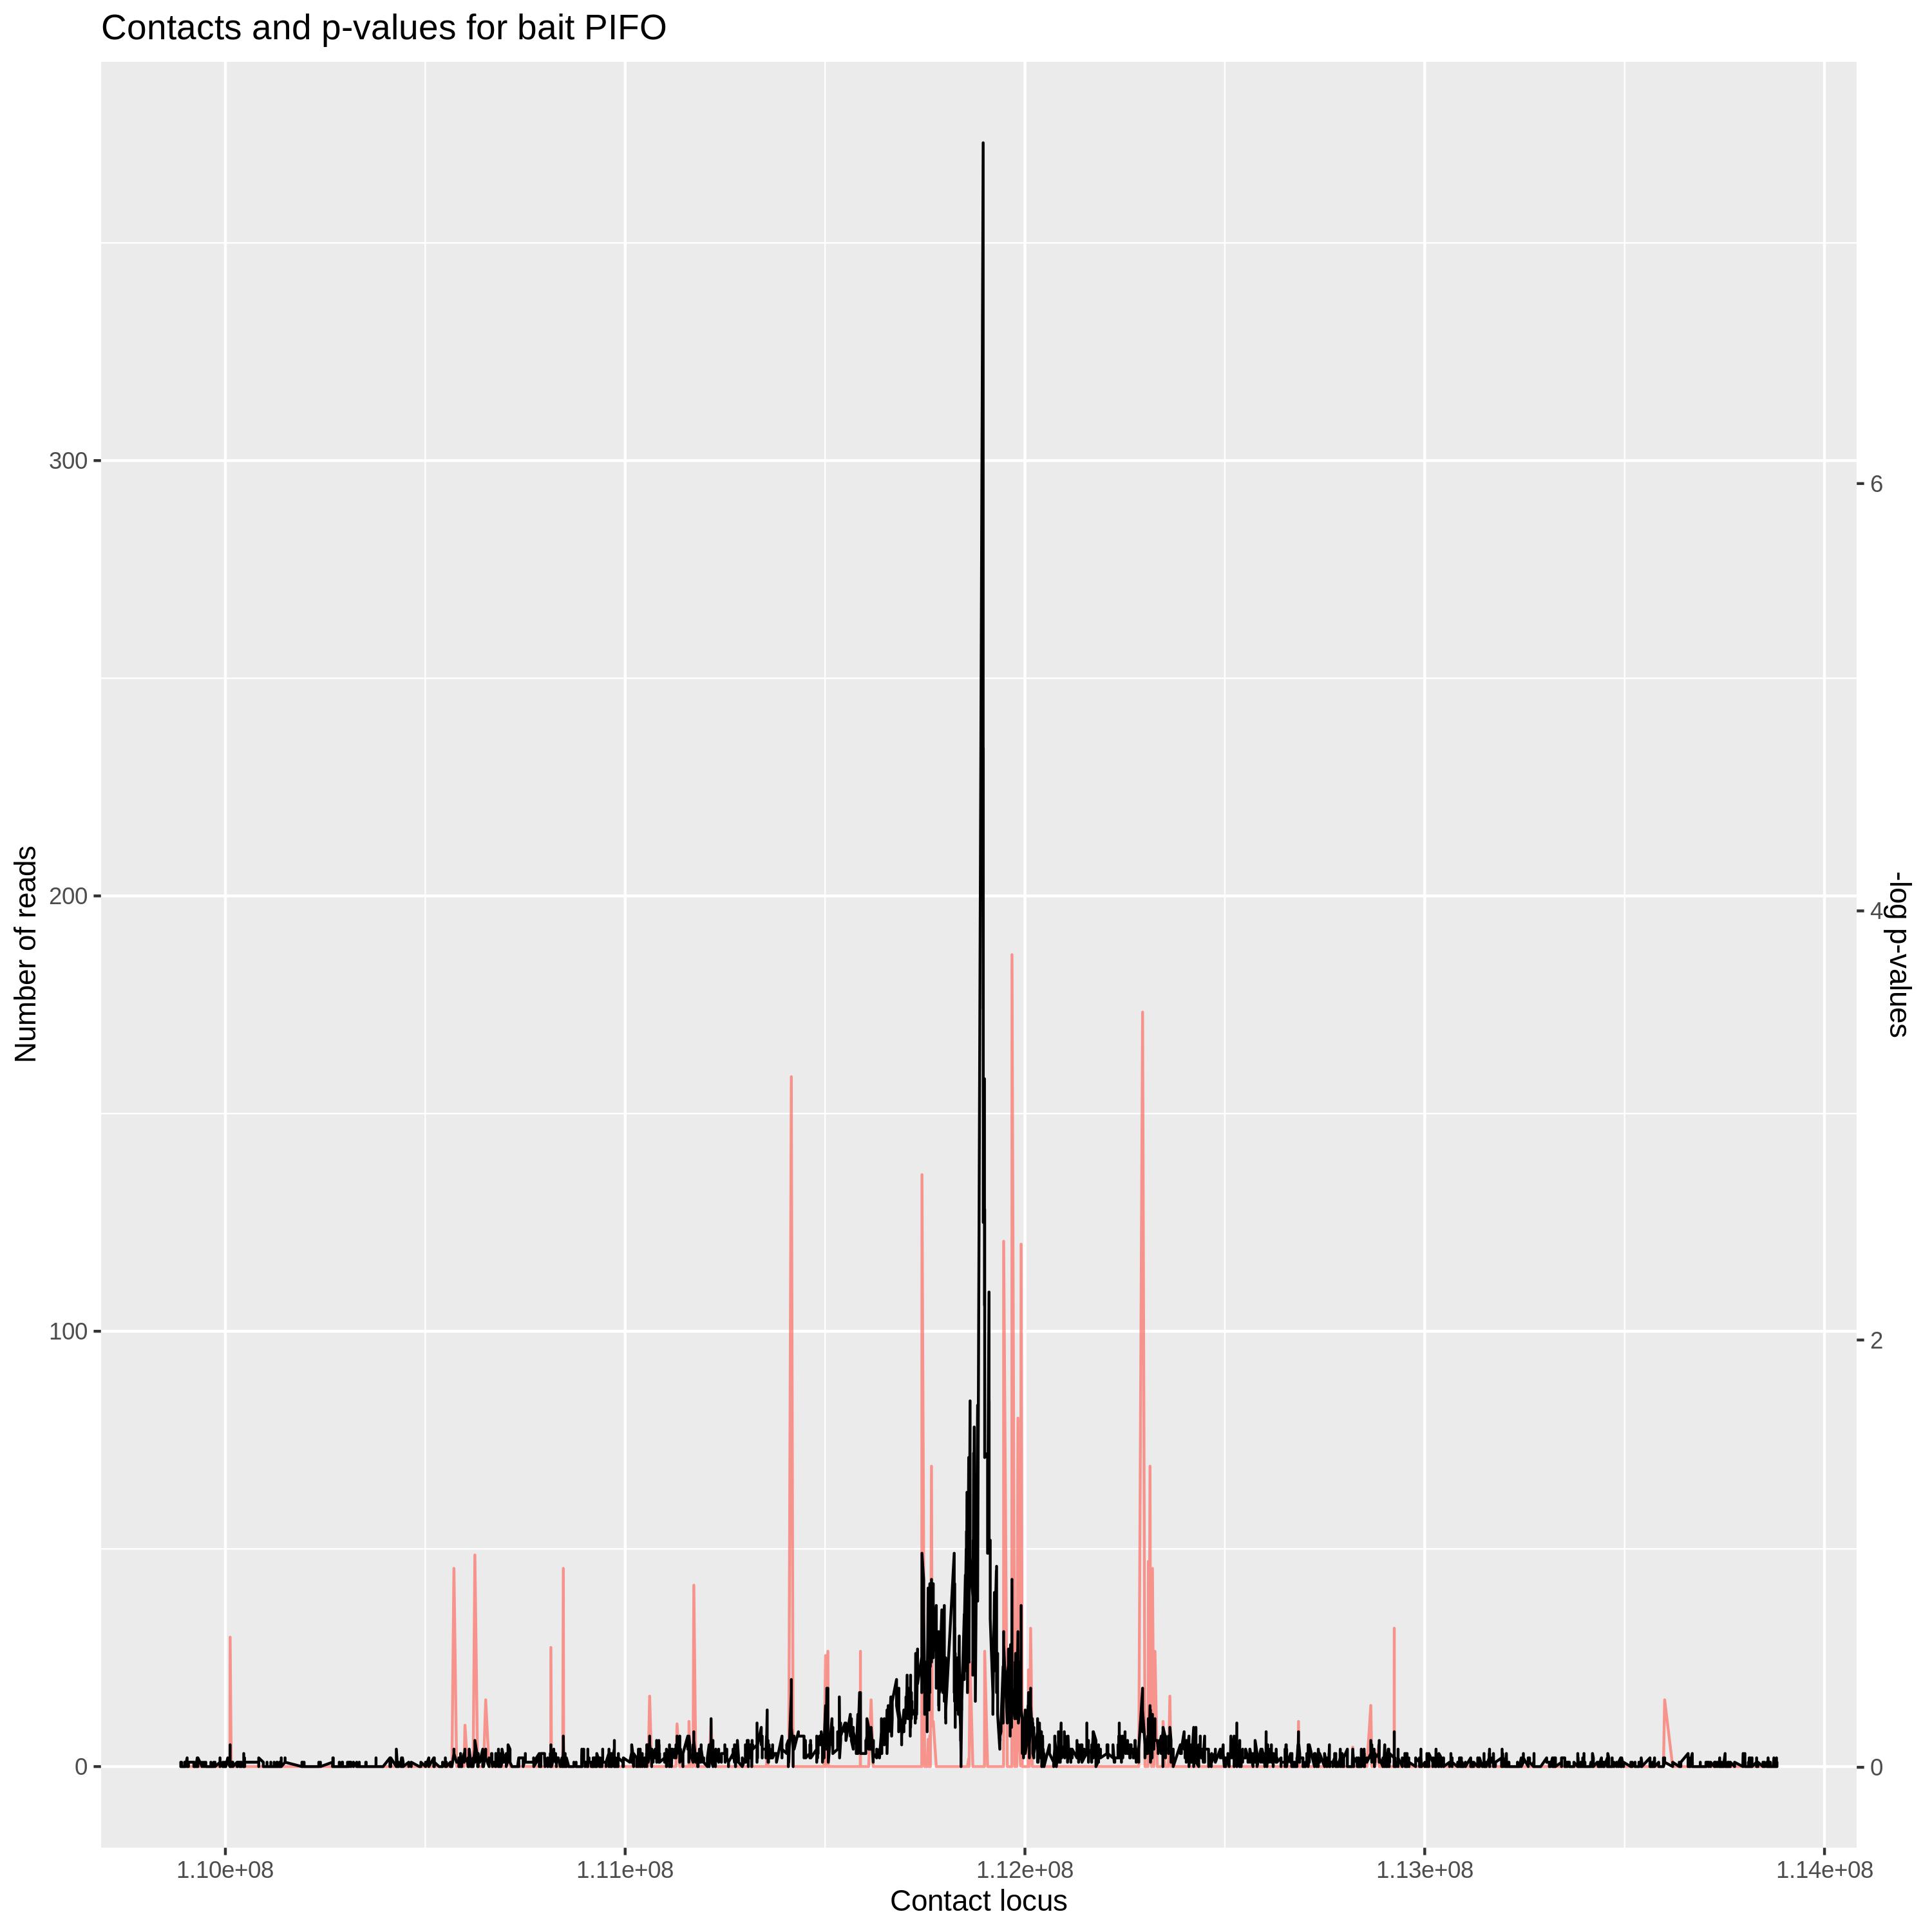 Contacts and p-values for bait PIFO
Number of reads
300
200
100
0
6
4
2
0
-log p-values
1.10e+08
1.11e+08
1.12e+08
1.13e+08
1.14e+08
Contact locus